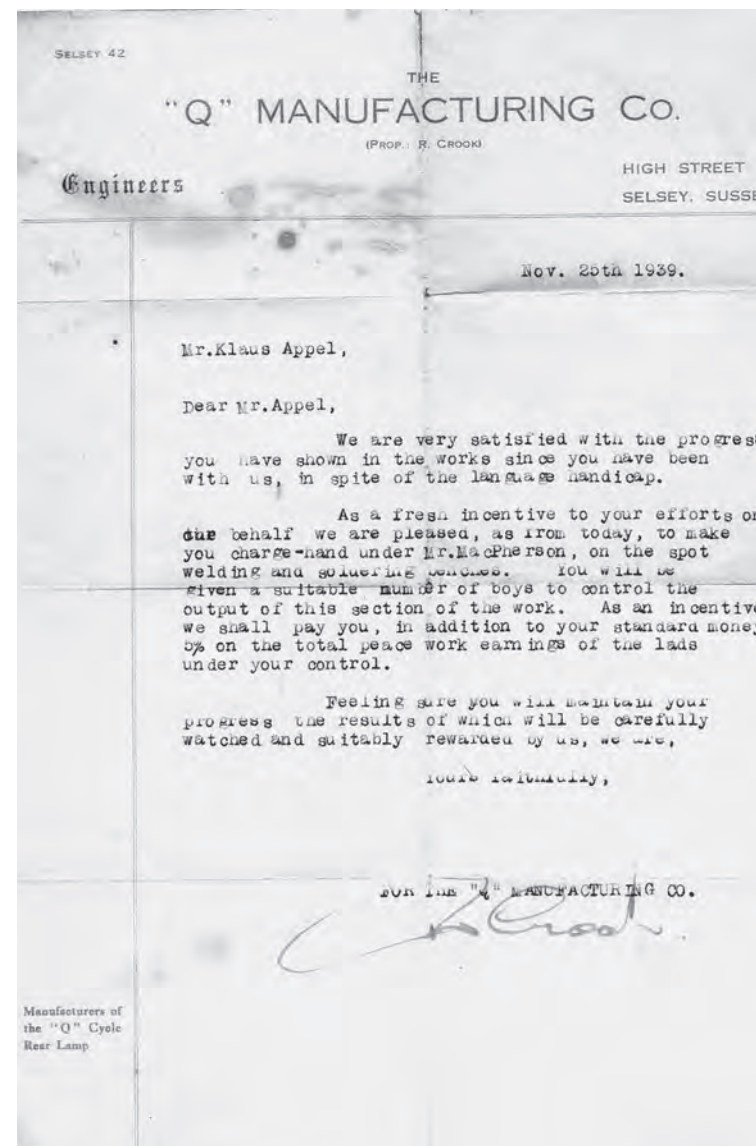 SELSEY 42
THE
"Q" MANUFACTURING CO.
(PROP.: R. CROOK)
Engineers
HIGH STREET
SELSEY, SUSSE
Nov. 25th 1939.
Mr.Klaus Appel,
Dear Mr.Appel,
We are very satisfied with the progress
you have shown in the works since you have been
with us, in spite of the language handicap.
As a fresh incentive to your efforts on
our behalf we are pleased, as from today, to make
you charge-hand under Mr.MacPherson, on the spot
welding and soldering benches. You will be
given a suitable number of boys to control the
output of this section of the work. As an incentive
we shall pay you, in addition to your standard money
5% on the total peace work earnings of the lads
under your control.
Feeling sure you will maintain your
progress the results of which will be carefully
watched and suitably rewarded by us, we are,
Yours faithfully,
FOR THE "Q" MANUFACTURING CO.
R Crook.
Manufacturers of
the "Q" Cycle
Rear Lamp